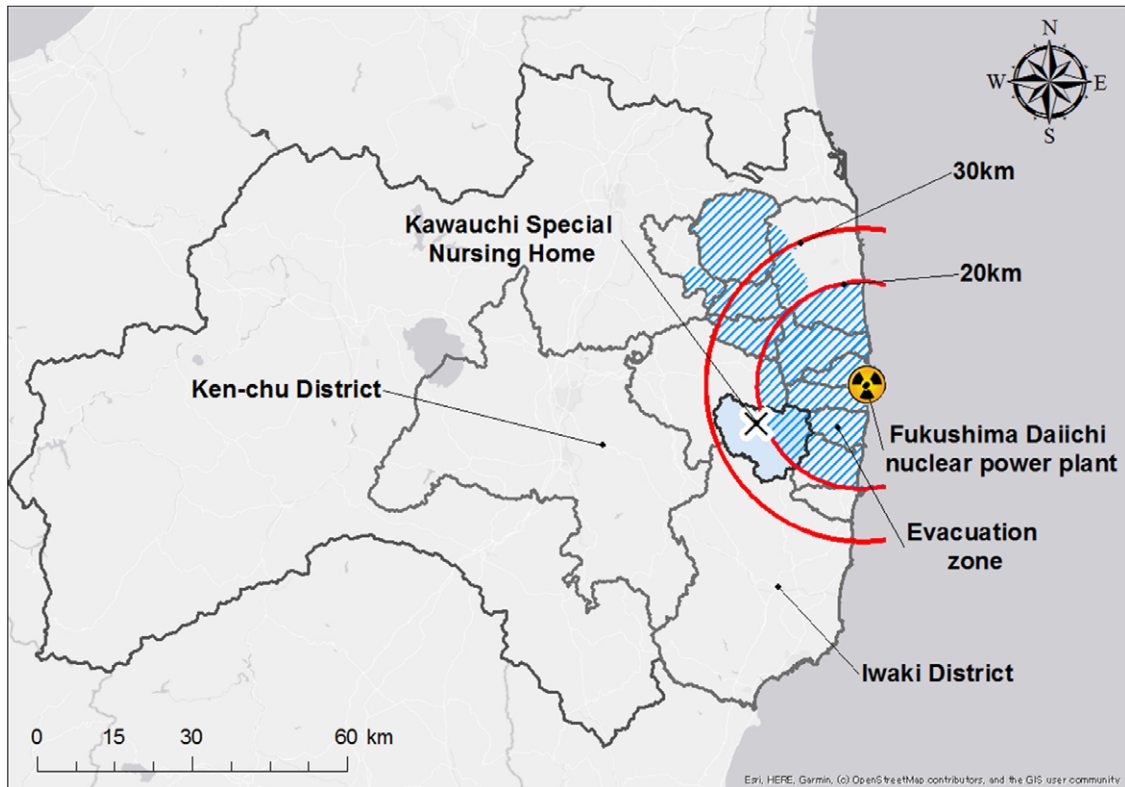 N
W
E
S
30km
Kawauchi Special
Nursing Home
20km
Ken-chu District
Fukushima Daiichi
nuclear power plant
Evacuation
zone
Iwaki District
0 15 30 60 km
Esri, HERE, Garmin, (c) OpenStreetMap contributors, and the GIS user community